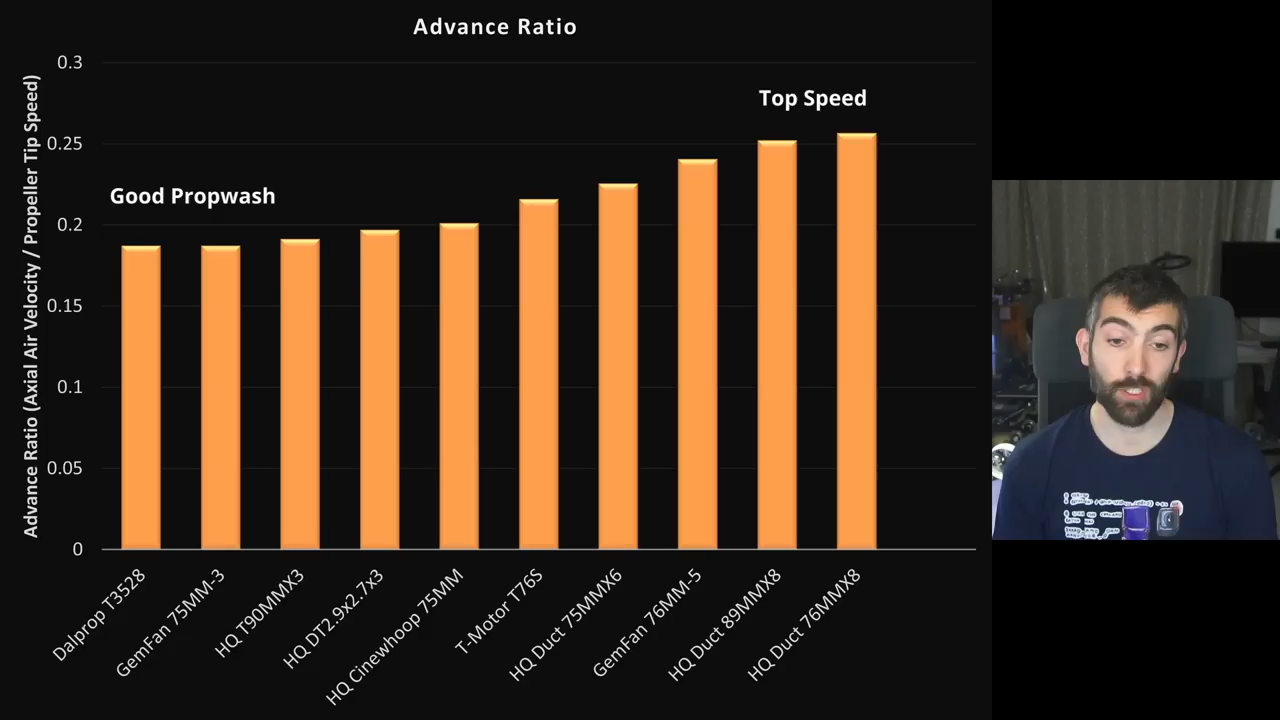 Advance Ratio
Advance Ratio (Axial Air Velocity / Propeller Tip Speed)
0.3
0.25
0.2
0.15
0.1
0.05
0
Good Propwash
Top Speed
Dalprop T3528
GemFan 75MM-3
HQ T90MMX3
HQ DT2.9x2.7x3
HQ Cinewhoop 75MM
T-Motor T76S
HQ Duct 75MMX6
GemFan 76MM-5
HQ Duct 89MMX8
HQ Duct 76MMX8